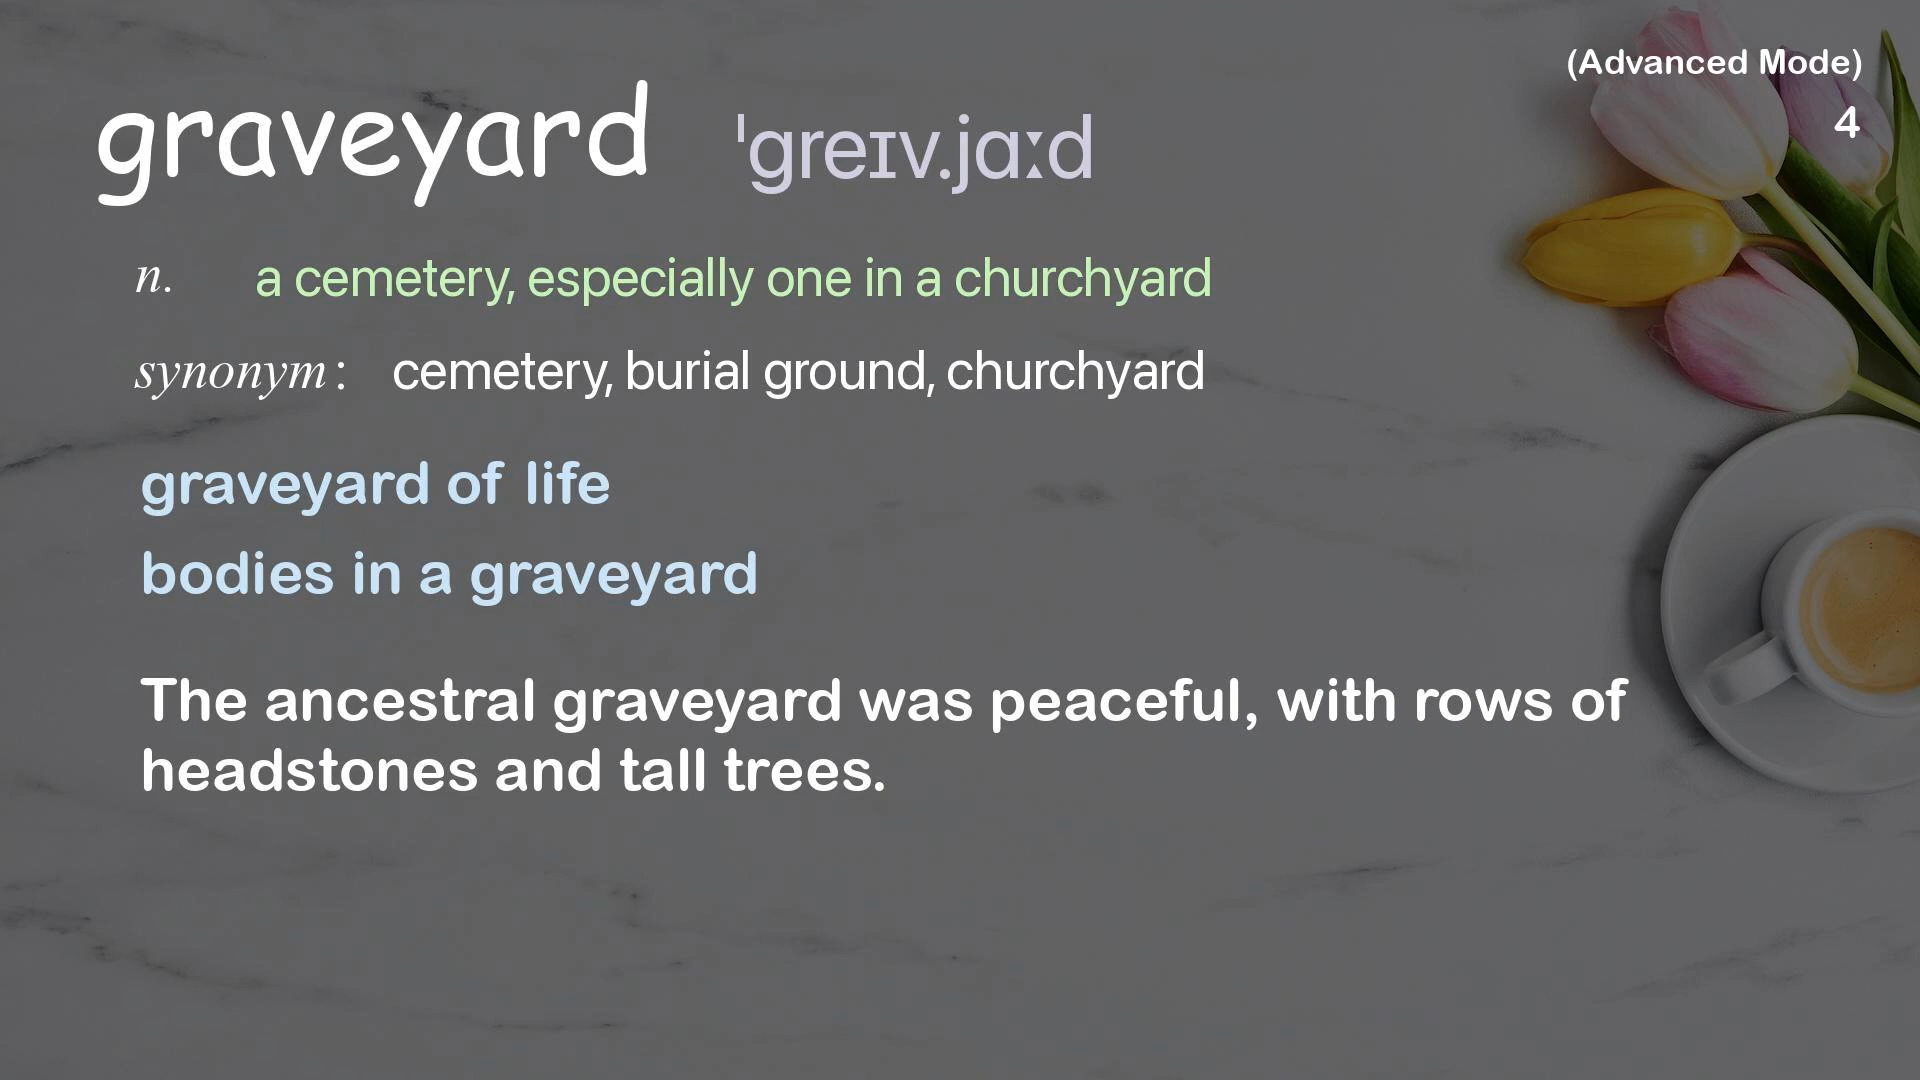 (Advanced Mode)
4
graveyard ˈɡreɪv.jɑːd
n. a cemetery, especially one in a churchyard
synonym: cemetery, burial ground, churchyard
graveyard of life
bodies in a graveyard
The ancestral graveyard was peaceful, with rows of
headstones and tall trees.